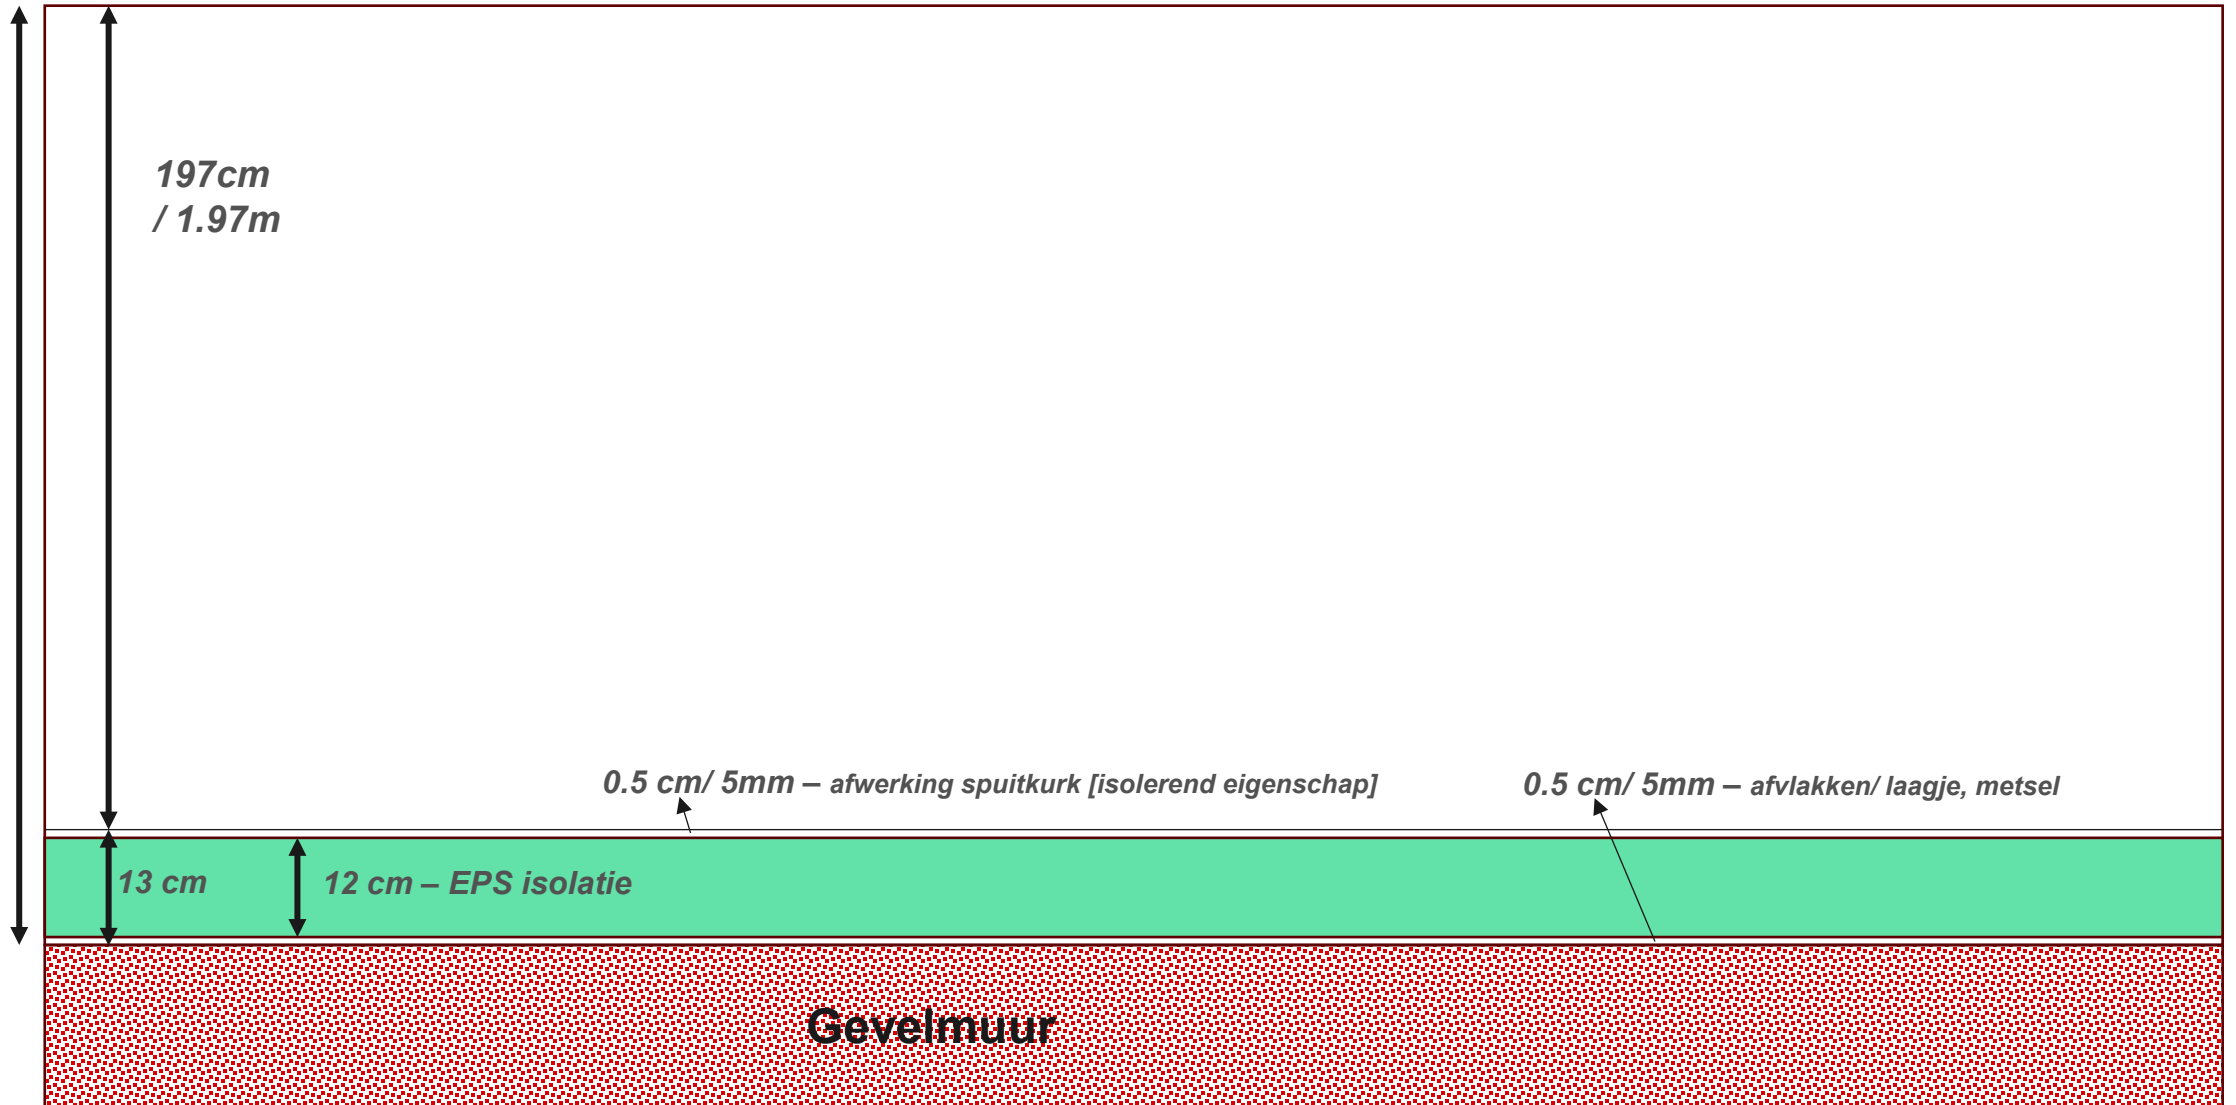 197cm
/ 1.97m
0.5 cm/ 5mm – afwerking spuitkurk [isolerend eigenschap]
0.5 cm/ 5mm – afvlakken/ laagje, metsel
13 cm
12 cm – EPS isolatie
Gevelmuur